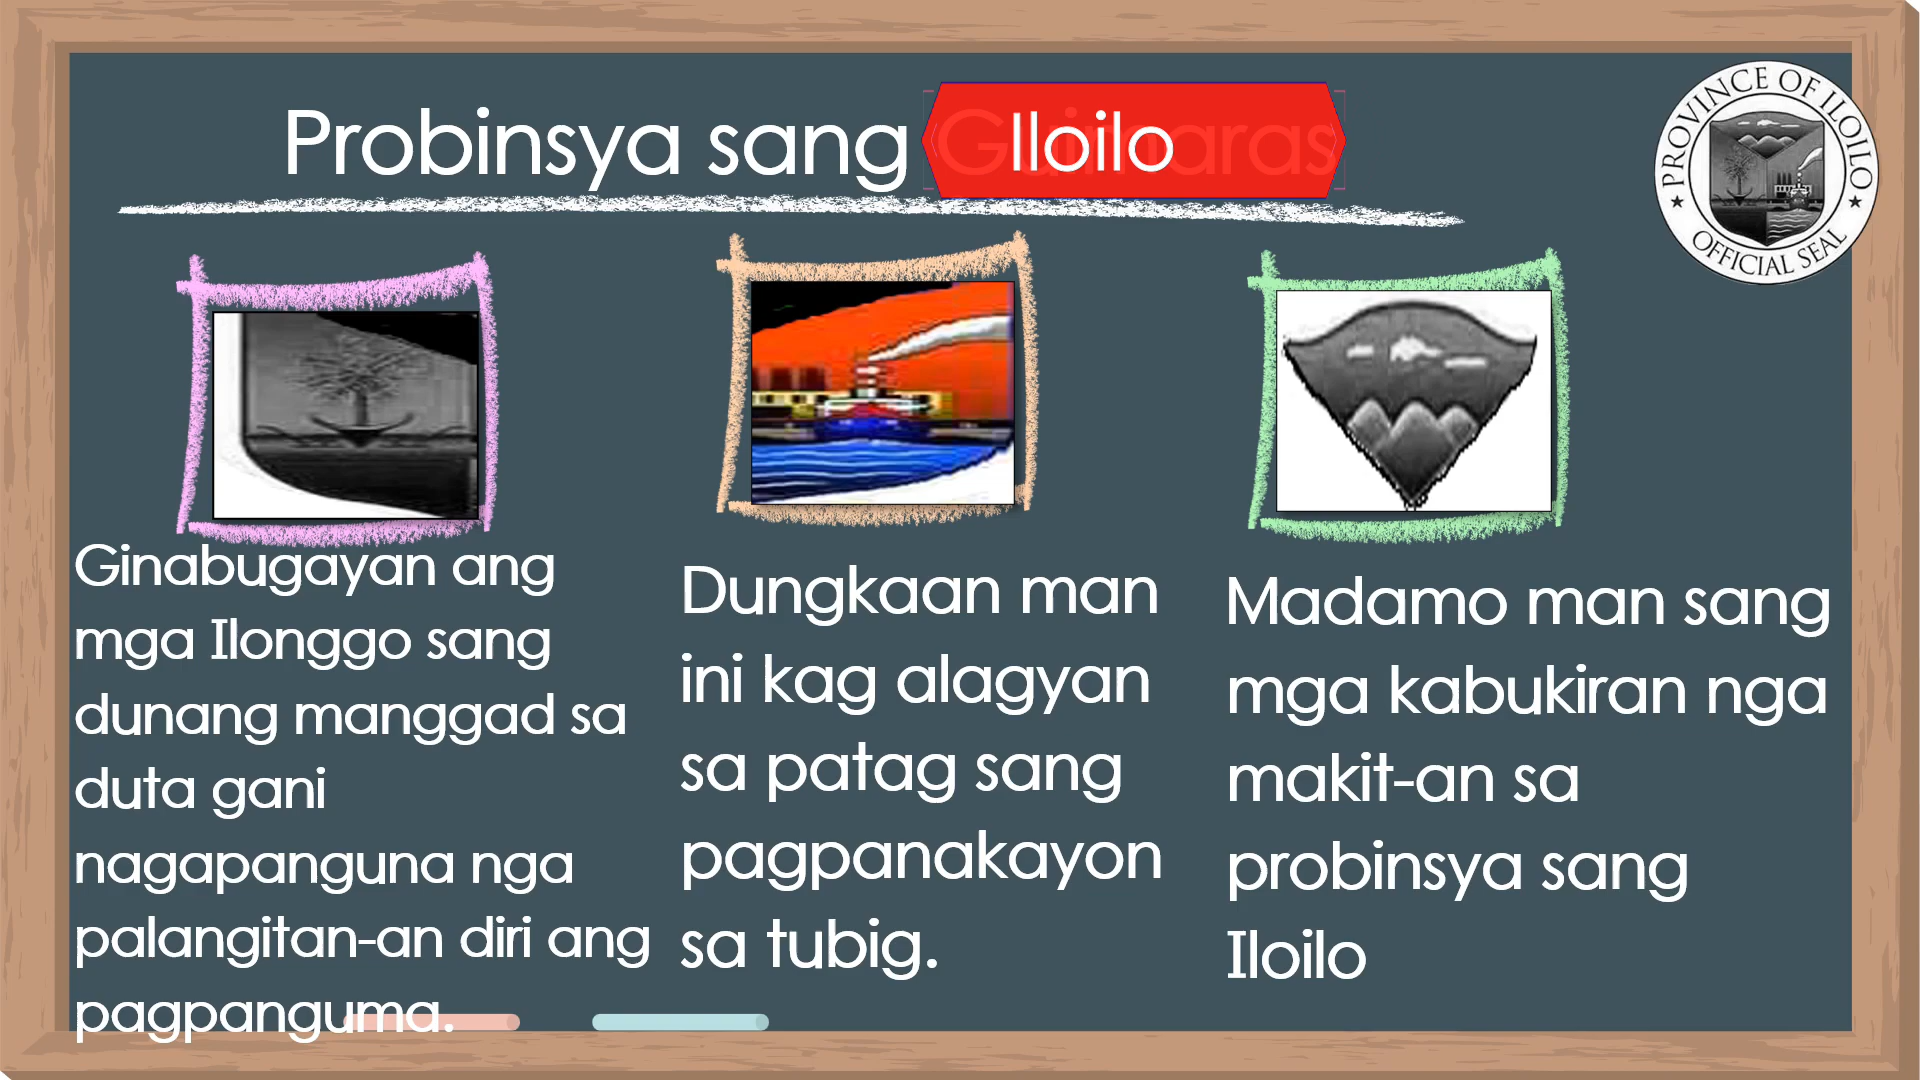 Probinsya sang Iloilo
Guimaras
PROVINCE OF ILOILO
OFFICIAL SEAL
Ginabugayan ang
mga Ilonggo sang
dunang manggad sa
duta gani
nagapanguna nga
palangitan-an diri ang
pagpanguma.
Dungkaan man
ini kag alagyan
sa patag sang
pagpanakayon
sa tubig.
Madamo man sang
mga kabukiran nga
makit-an sa
probinsya sang
Iloilo